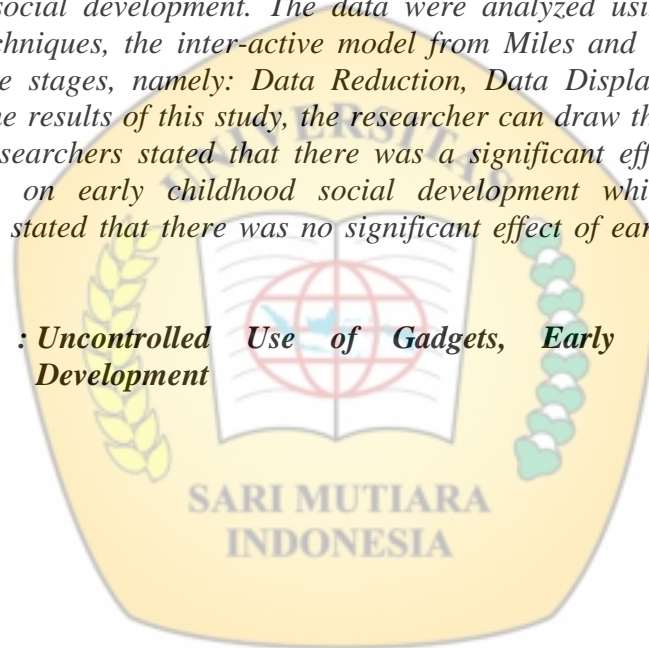 social development. The data were analyzed usi
chniques, the inter-active model from Miles and
e stages, namely: Data Reduction, Data Displa
he results of this study, the researcher can draw th
searchers stated that there was a significant eff
on early childhood social development whi
stated that there was no significant effect of ear
: Uncontrolled Use of Gadgets, Early
Development
UNIVERSITAS
SARI MUTIARA
INDONESIA